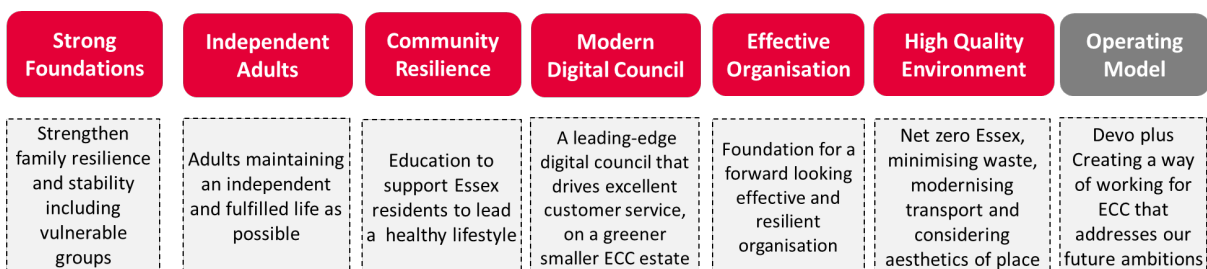 Strong
Foundations
Independent
Adults
Community
Resilience
Modern
Digital Council
Effective
Organisation
High Quality
Environment
Operating
Model
Strengthen
family resilience
and stability
including
vulnerable
groups
Adults maintaining
an independent
and fulfilled life as
possible
Education to
support Essex
residents to lead
a healthy lifestyle
A leading-edge
digital council that
drives excellent
customer service,
on a greener
smaller ECC estate
Foundation for a
forward looking
effective and
resilient
organisation
Net zero Essex,
minimising waste,
modernising
transport and
considering
aesthetics of place
Devo plus
Creating a way
of working for
ECC that
addresses our
future ambitions